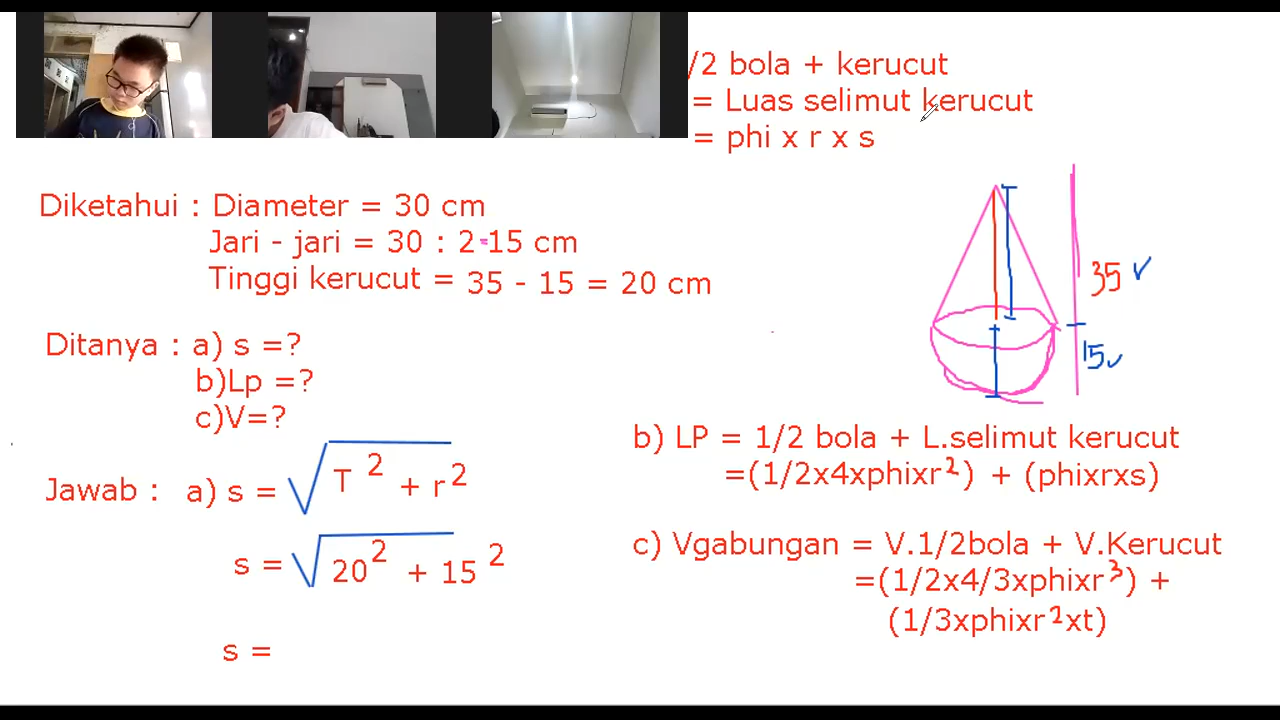 /2 bola + kerucut
= Luas selimut kerucut
= phi x r x s
Diketahui : Diameter = 30 cm
Jari - jari = 30 : 2=15 cm
Tinggi kerucut = 35 - 15 = 20 cm
Ditanya : a) s =?
b)Lp =?
c)V=?
Jawab : a) s = √T² + r²
s = √20² + 15²
s =
35 ✓
15 ✓
b) LP = 1/2 bola + L.selimut kerucut
=(1/2x4xphixr²) + (phixrxs)
c) Vgabungan = V.1/2bola + V.Kerucut
=(1/2x4/3xphixr³) +
(1/3xphixr²xt)